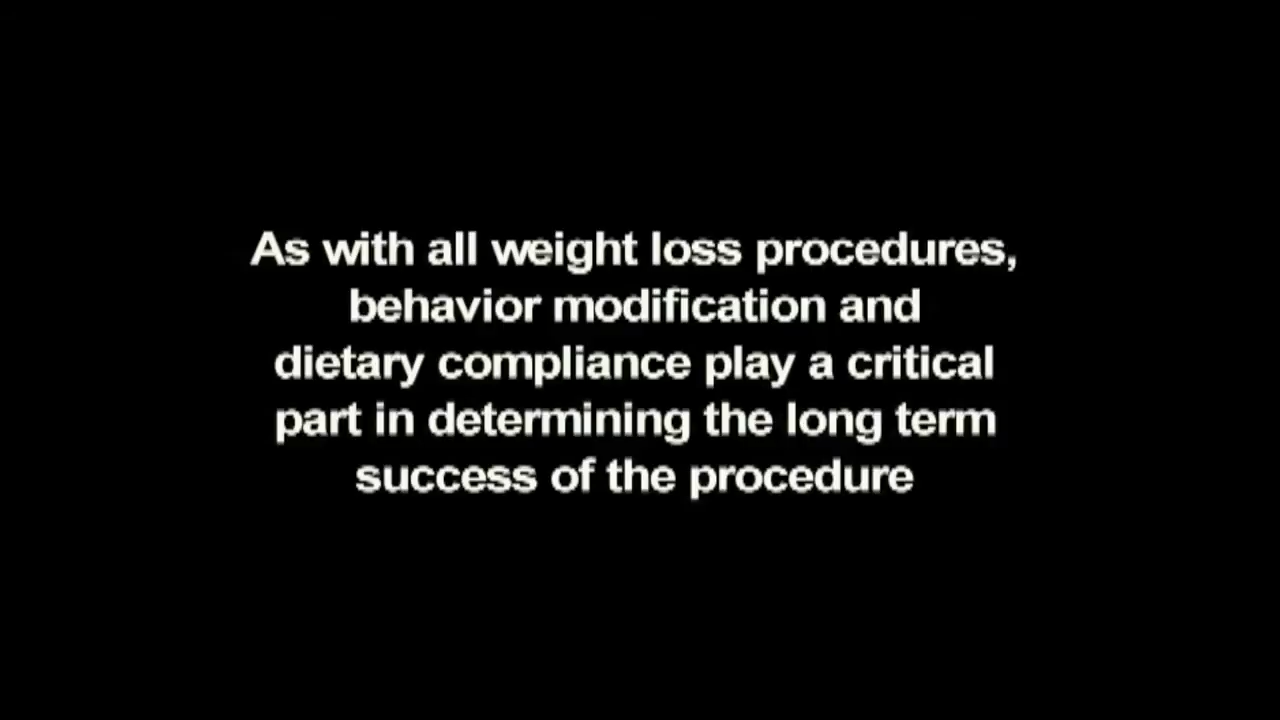 As with all weight loss procedures,
behavior modification and
dietary compliance play a critical
part in determining the long term
success of the procedure